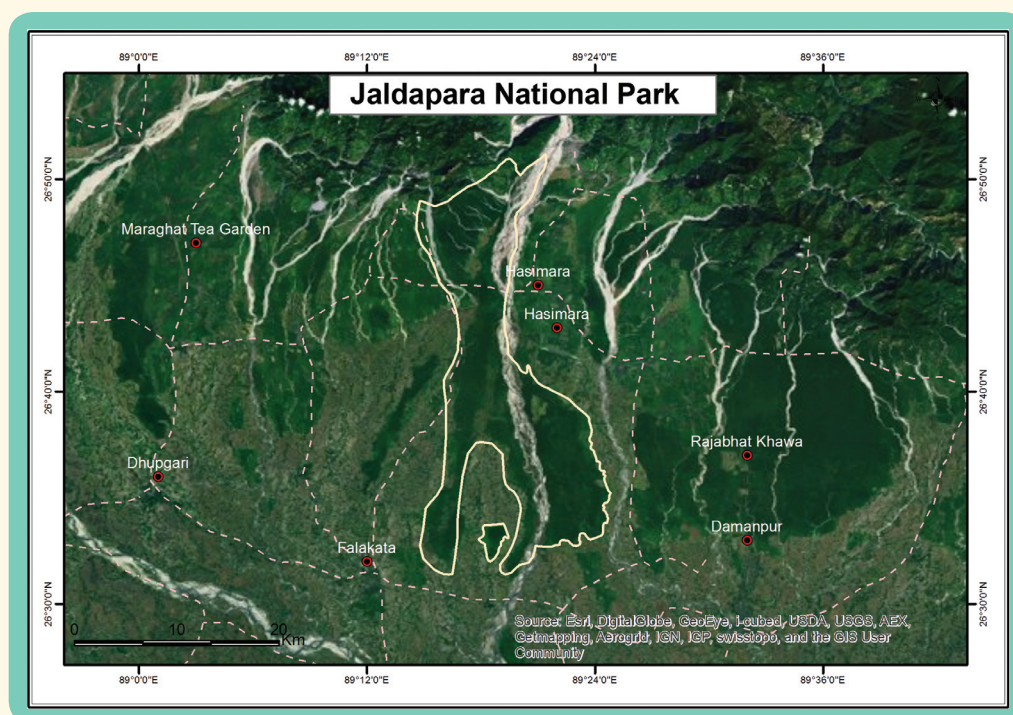 89°0'0"E 89°12'0"E 89°24'0"E 89°36'0"E
Jaldapara National Park
26°50'0"N 26°50'0"N
Maraghat Tea Garden
Hasimara
Hasimara
26°40'0"N 26°40'0"N
Rajabhat Khawa
Dhupgari
Damanpur
Falakata
26°30'0"N 26°30'0"N
0 10 20
Km
Source: Esri, DigitalGlobe, GeoEye, i-cubed, USDA, USGS, AEX,
Getmapping, Aerogrid, IGN, IGP, swisstopo, and the GIS User
Community
89°0'0"E 89°12'0"E 89°24'0"E 89°36'0"E